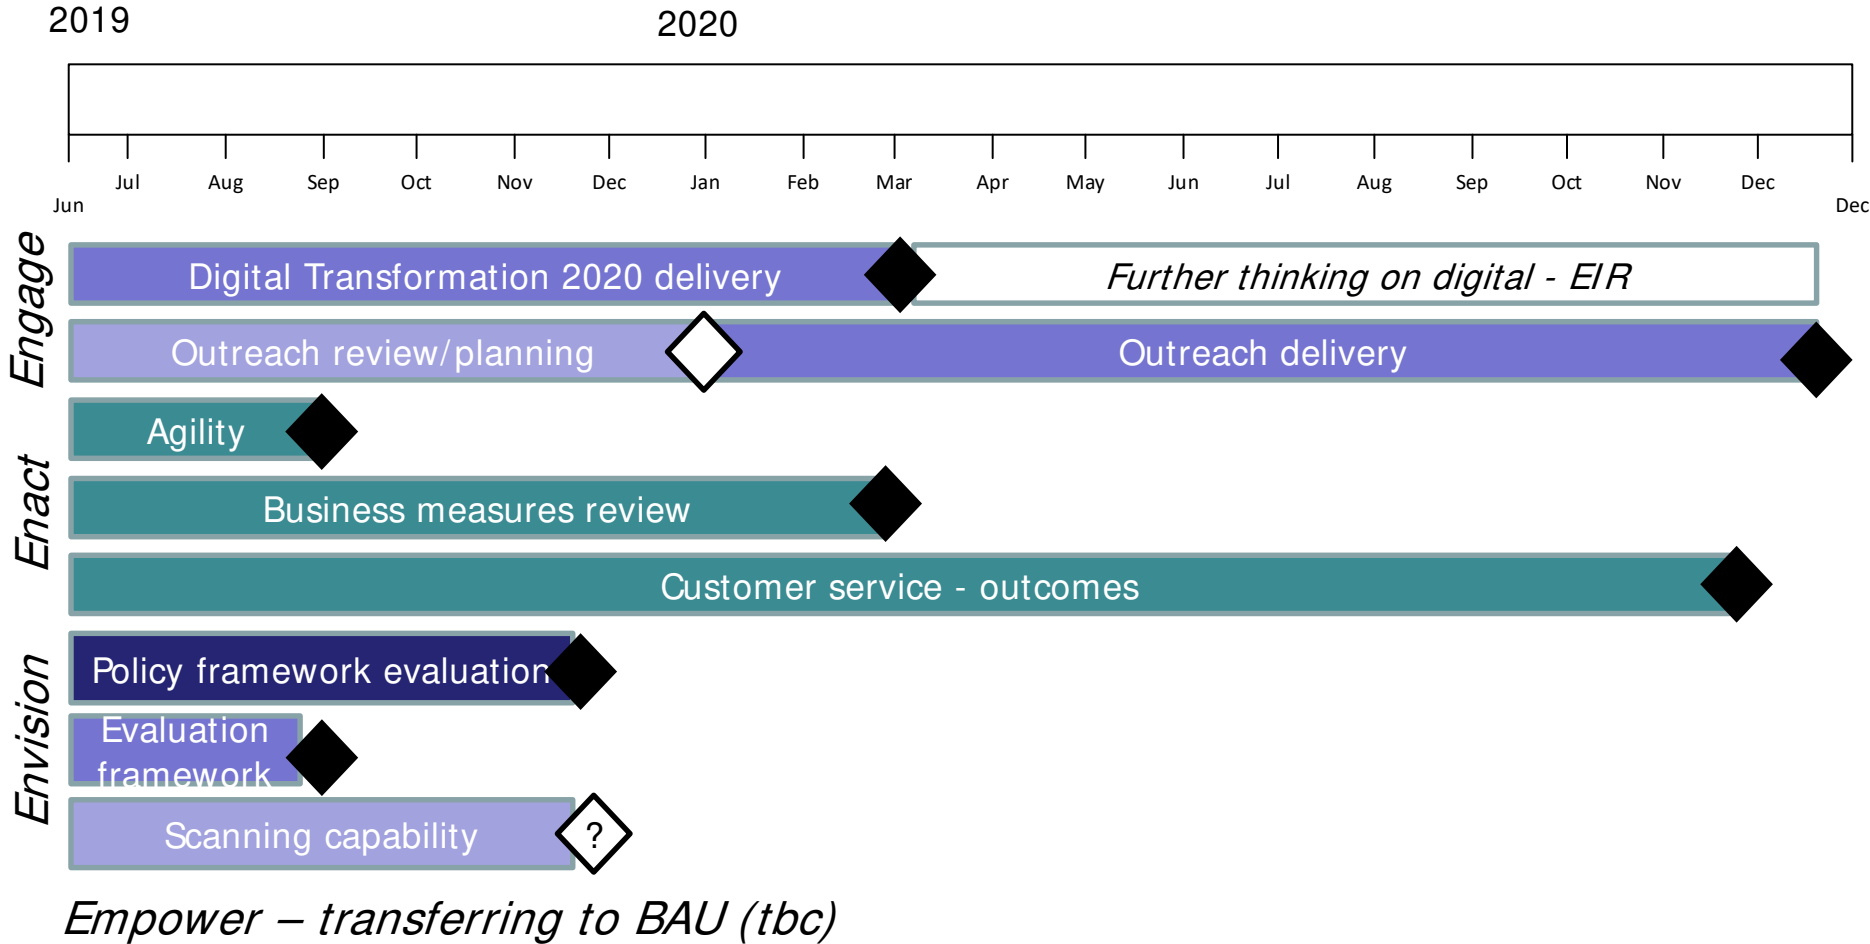 2019
2020
Jul Aug Sep Oct Nov Dec Jan Feb Mar Apr May Jun Jul Aug Sep Oct Nov Dec
Jun Dec
Engage
Digital Transformation 2020 delivery
Further thinking on digital - EIR
Outreach review/planning
Outreach delivery
Enact
Agility
Business measures review
Customer service - outcomes
Envision
Policy framework evaluation
Evaluation
framework
Scanning capability
?
Empower – transferring to BAU (tbc)